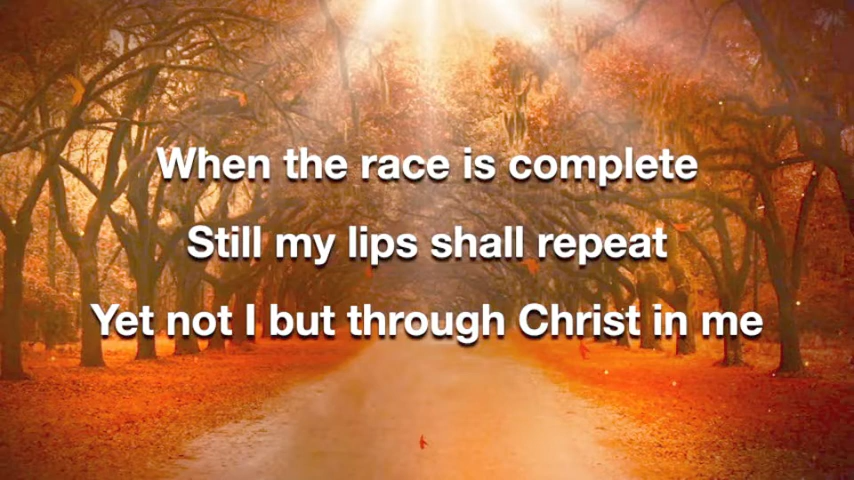 When the race is complete
Still my lips shall repeat
Yet not I but through Christ in me